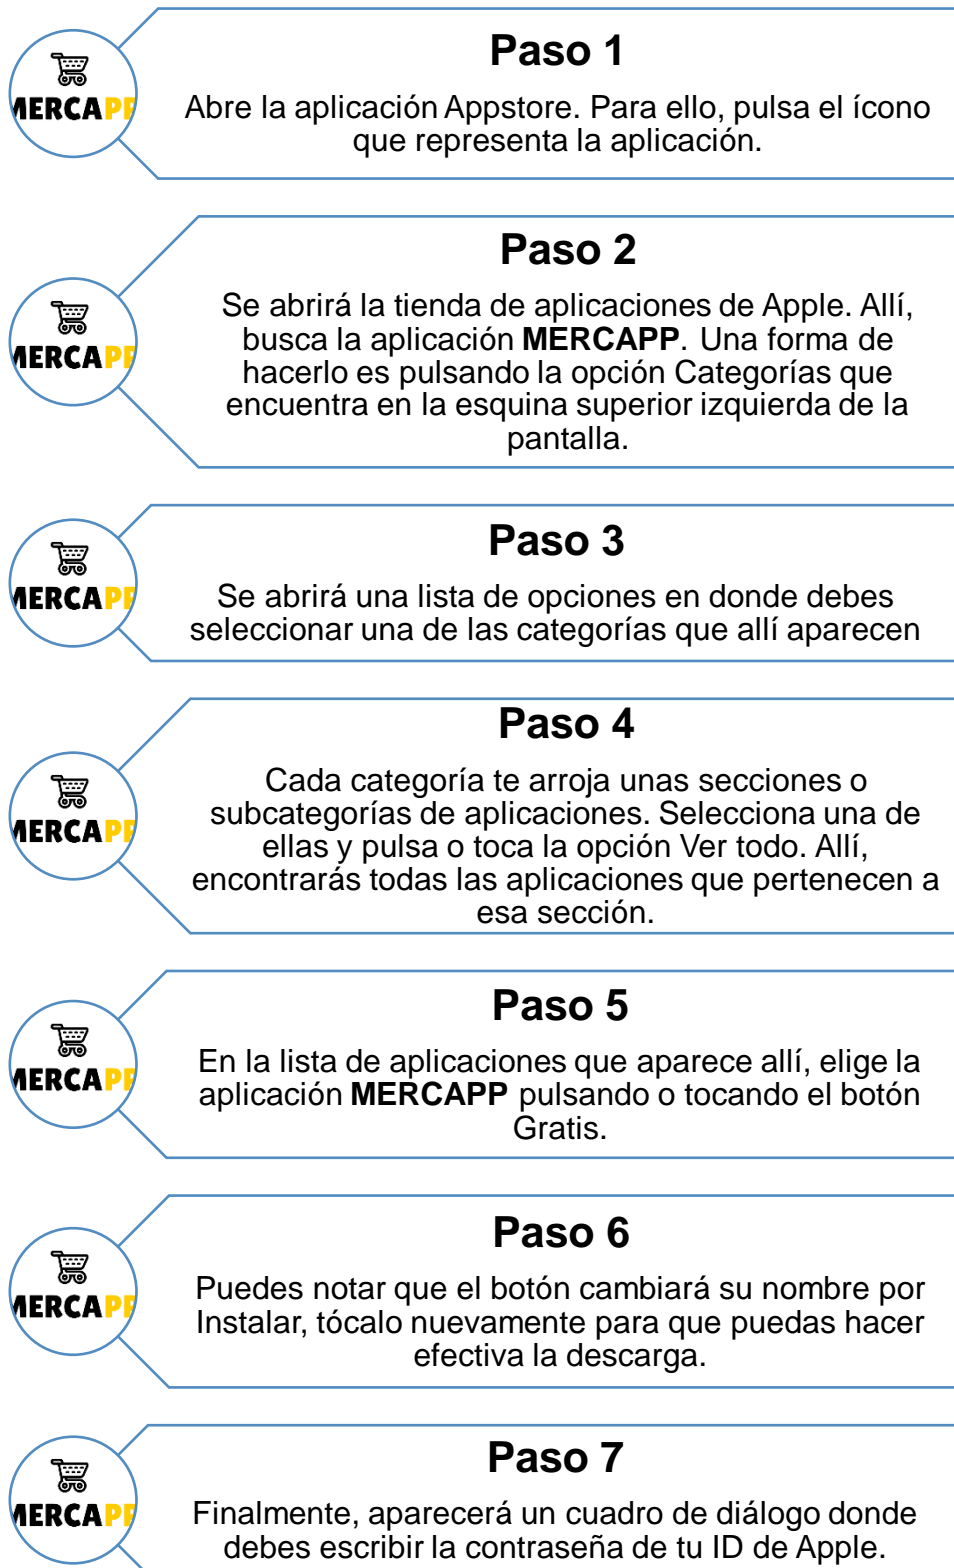 MERCAPP
Paso 1
Abre la aplicación Appstore. Para ello, pulsa el ícono
que representa la aplicación.
MERCAPP
Paso 2
Se abrirá la tienda de aplicaciones de Apple. Allí,
busca la aplicación MERCAPP. Una forma de
hacerlo es pulsando la opción Categorías que
encuentra en la esquina superior izquierda de la
pantalla.
MERCAPP
Paso 3
Se abrirá una lista de opciones en donde debes
seleccionar una de las categorías que allí aparecen
MERCAPP
Paso 4
Cada categoría te arroja unas secciones o
subcategorías de aplicaciones. Selecciona una de
ellas y pulsa o toca la opción Ver todo. Allí,
encontrarás todas las aplicaciones que pertenecen a
esa sección.
MERCAPP
Paso 5
En la lista de aplicaciones que aparece allí, elige la
aplicación MERCAPP pulsando o tocando el botón
Gratis.
MERCAPP
Paso 6
Puedes notar que el botón cambiará su nombre por
Instalar, tócalo nuevamente para que puedas hacer
efectiva la descarga.
MERCAPP
Paso 7
Finalmente, aparecerá un cuadro de diálogo donde
debes escribir la contraseña de tu ID de Apple.